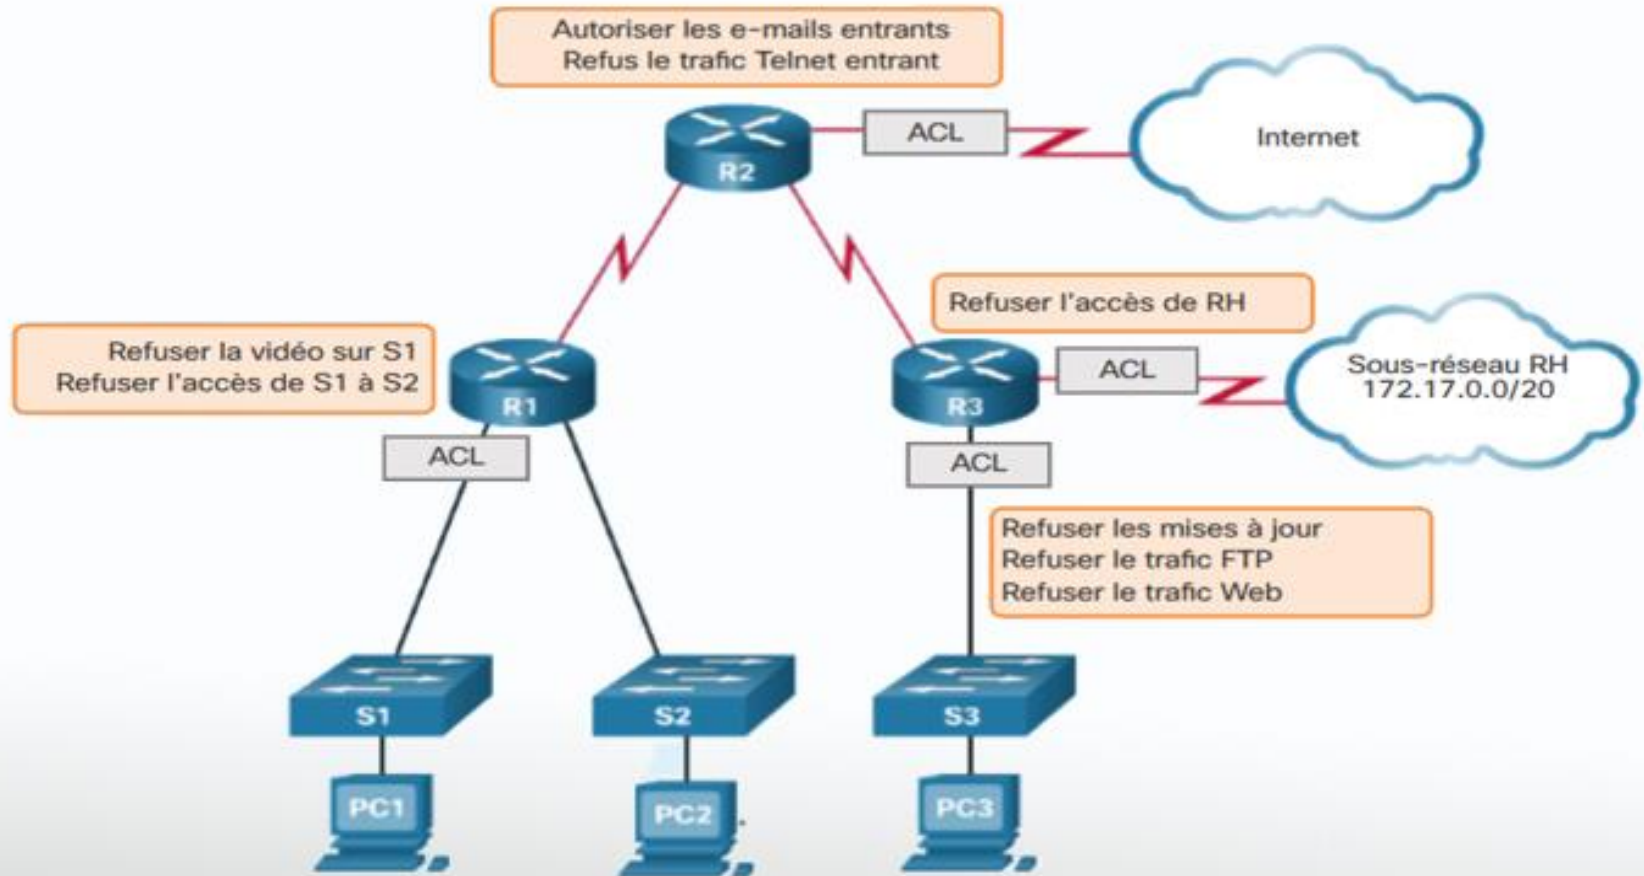 Autoriser les e-mails entrants
Refus le trafic Telnet entrant
ACL
Internet
R2
Refuser l'accès de RH
Refuser la vidéo sur S1
Refuser l'accès de S1 à S2
R1
R3
ACL
Sous-réseau RH
172.17.0.0/20
ACL
ACL
Refuser les mises à jour
Refuser le trafic FTP
Refuser le trafic Web
S1
S2
S3
PC1
PC2
PC3